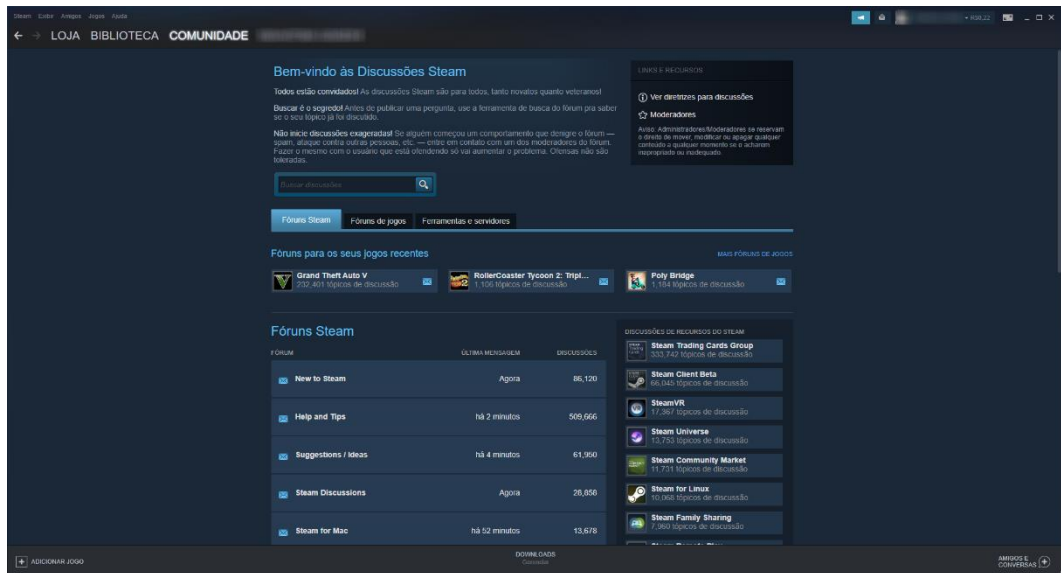 Steam Exibir Amigos Jogos Ajuda
LOJA BIBLIOTECA COMUNIDADE
Bem-vindo às Discussões Steam
Todos estão convidados! As discussões Steam são para todos, tanto novatos quanto veteranos!
Buscar é o segredo! Antes de publicar uma pergunta, use a ferramenta de busca do fórum pra saber
se o seu tópico já foi discutido.
Não inicie discussões exageradas! Se alguém começou um comportamento que denigre o fórum —
spam, ataque contra outras pessoas, etc. — entre em contato com um dos moderadores do fórum.
Fazer o mesmo com o usuário que está ofendendo só vai aumentar o problema. Ofensas não são
toleradas.
Buscar discussões
LINKS E RECURSOS
Ver diretrizes para discussões
Moderadores
Aviso: Administradores/Moderadores se reservam
o direito de mover, modificar ou apagar qualquer
conteúdo a qualquer momento se o acharem
inapropriado ou inadequado.
Fóruns Steam Fóruns de jogos Ferramentas e servidores
Fóruns para os seus jogos recentes MAIS FÓRUNS DE JOGOS
Grand Theft Auto V
232,401 tópicos de discussão
RollerCoaster Tycoon 2: Tripl...
1,106 tópicos de discussão
Poly Bridge
1,184 tópicos de discussão
Fóruns Steam
FÓRUM ÚLTIMA MENSAGEM DISCUSSÕES
New to Steam Agora 86,120
Help and Tips há 2 minutos 509,666
Suggestions / Ideas há 4 minutos 61,950
Steam Discussions Agora 28,858
Steam for Mac há 52 minutos 13,678
DISCUSSÕES DE RECURSOS DO STEAM
Steam Trading Cards Group
333,742 tópicos de discussão
Steam Client Beta
66,045 tópicos de discussão
SteamVR
17,367 tópicos de discussão
Steam Universe
13,753 tópicos de discussão
Steam Community Market
11,731 tópicos de discussão
Steam for Linux
10,068 tópicos de discussão
Steam Family Sharing
7,960 tópicos de discussão
ADICIONAR JOGO
DOWNLOADS
AMIGOS E
CONVERSAS